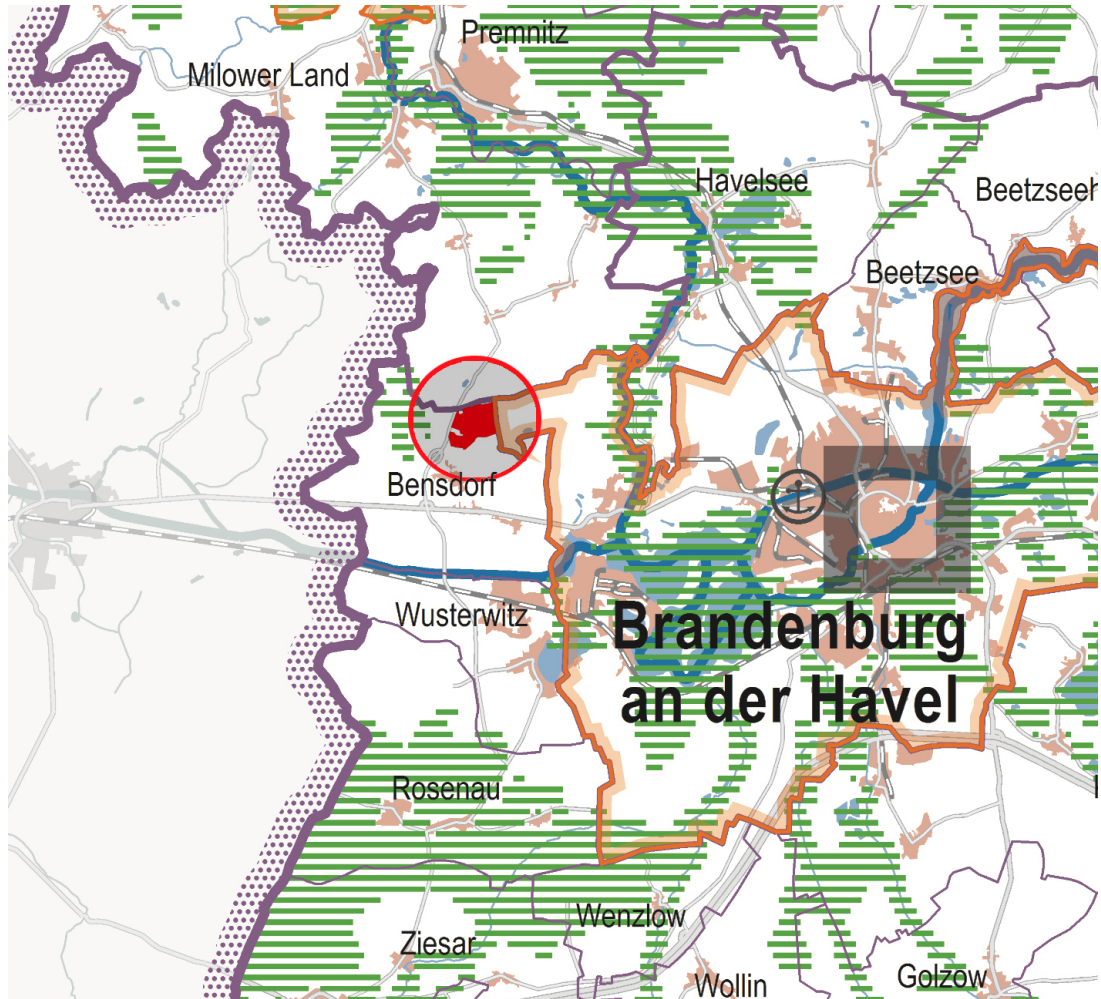 Premnitz
Milower Land
Havelsee
Beetzseeh
Beetzsee
Bensdorf
Wusterwitz
Brandenburg
an der Havel
Rosenau
Wenzlow
Ziesar
Wollin
Golzow